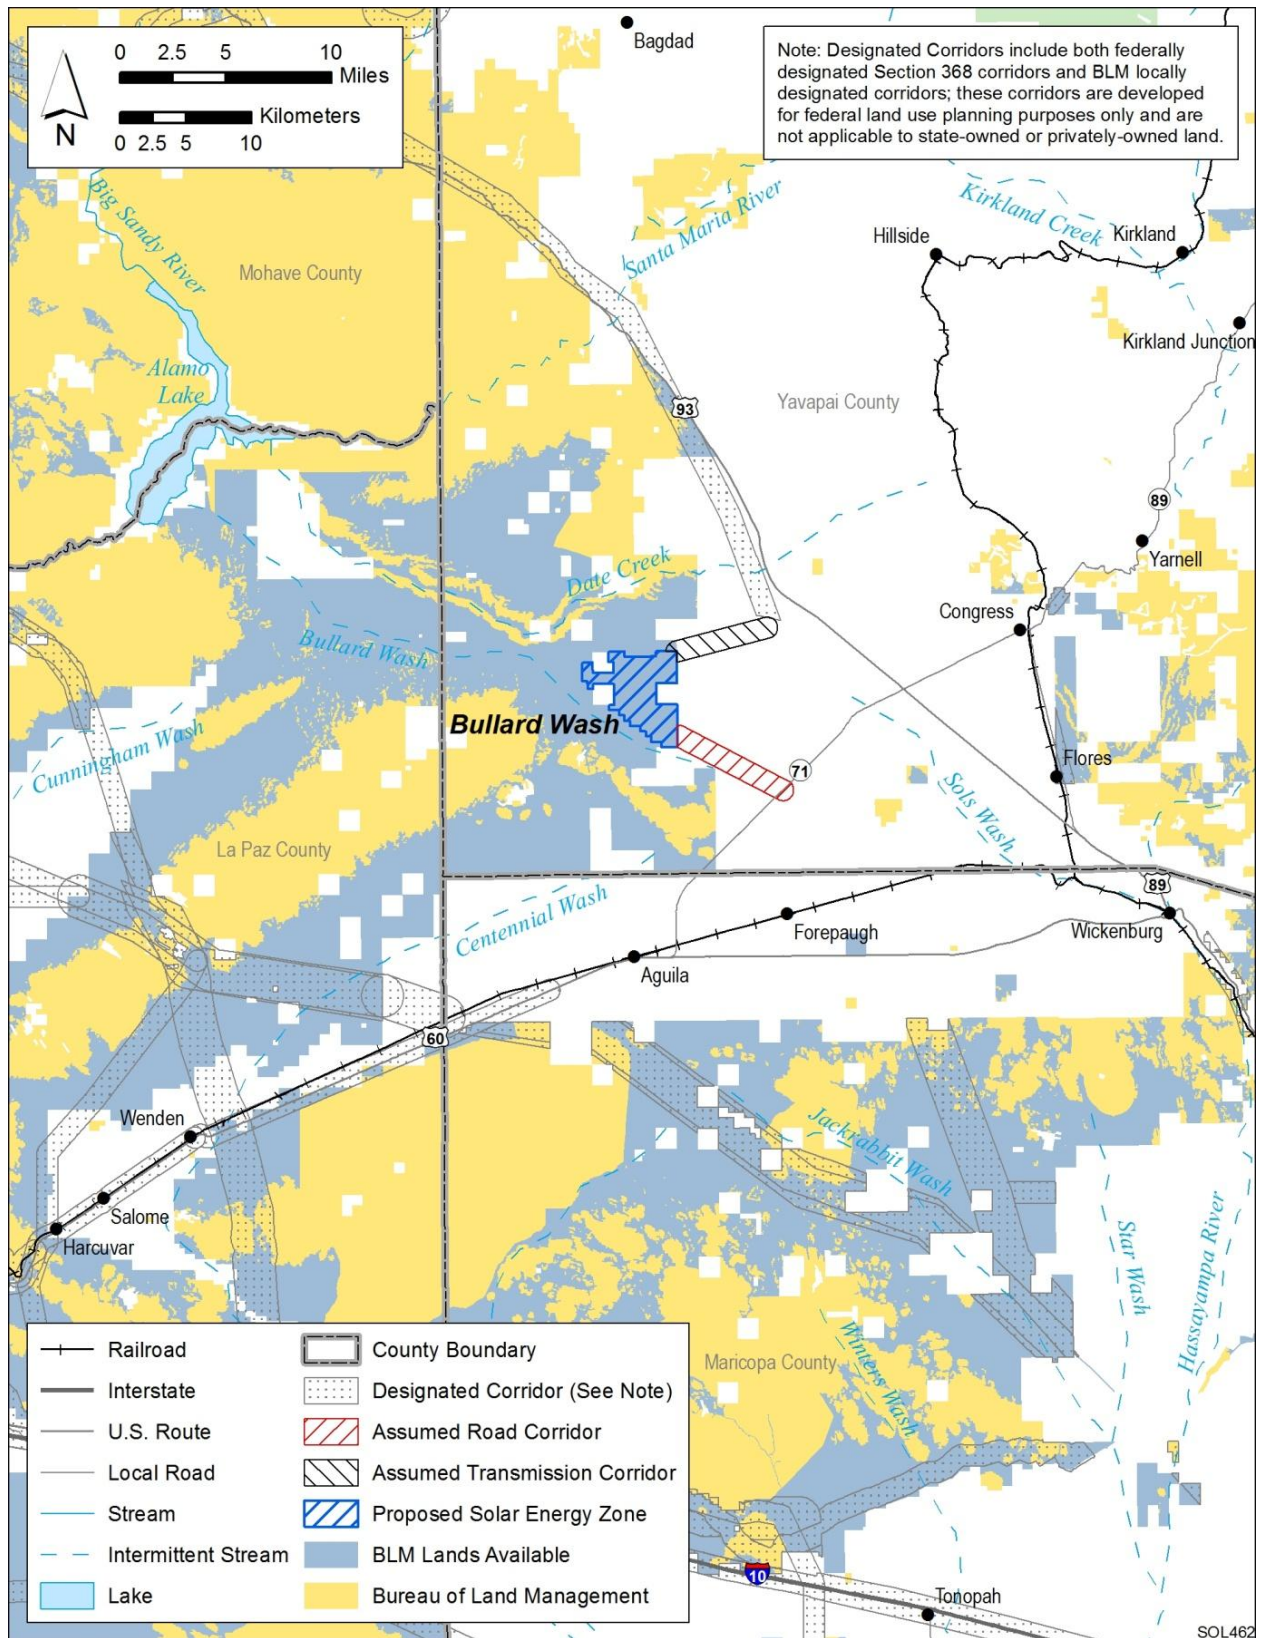 0 2.5 5 10
Miles
Kilometers
0 2.5 5 10
N
Bagdad
Note: Designated Corridors include both federally
designated Section 368 corridors and BLM locally
designated corridors; these corridors are developed
for federal land use planning purposes only and are
not applicable to state-owned or privately-owned land.
Big Sandy River
Mohave County
Santa Maria River
Kirkland Creek
Hillside
Kirkland
Kirkland Junction
Alamo
Lake
93
Yavapai County
89
Yarnell
Date Creek
Congress
Bullard Wash
Bullard Wash
Cunningham Wash
71
Flores
Sols Wash
La Paz County
89
Centennial Wash
Forepaugh
Wickenburg
Aguila
60
Wenden
Jackrabbit Wash
Salome
Harcuvar
Star Wash
Hassayampa River
Winters Wash
Maricopa County
Railroad
Interstate
U.S. Route
Local Road
Stream
Intermittent Stream
Lake
County Boundary
Designated Corridor (See Note)
Assumed Road Corridor
Assumed Transmission Corridor
Proposed Solar Energy Zone
BLM Lands Available
Bureau of Land Management
10
Tonopah
SOL462